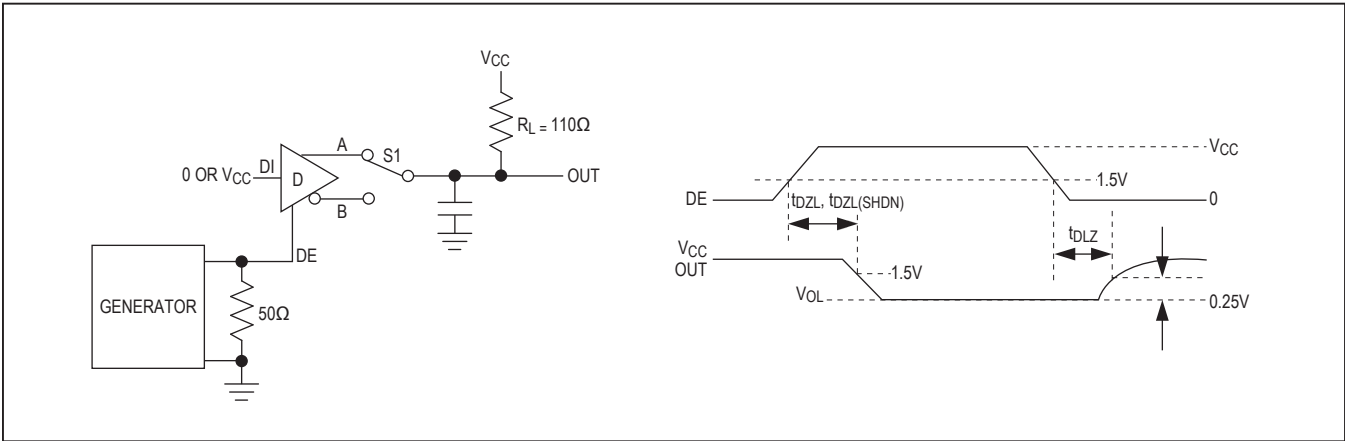 VCC
RL = 110Ω
A
S1
0 OR VCC
DI
D
OUT
B
DE
GENERATOR
50Ω
VCC
1.5V
DE
0
tDZL, tDZL(SHDN)
tDLZ
VCC
OUT
1.5V
VOL
0.25V